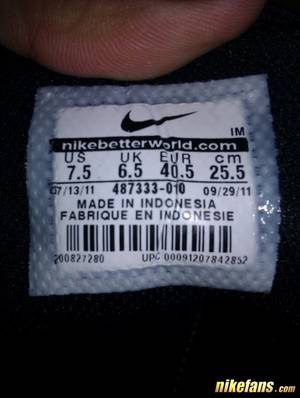 IM
nikebetterworld.com
US UK EUR cm
7.5 6.5 40.5 25.5
07/13/11 487333-010 09/29/11
MADE IN INDONESIA
FABRIQUE EN INDONESIE
200827280 UPC 00091207842852
nikefans.com